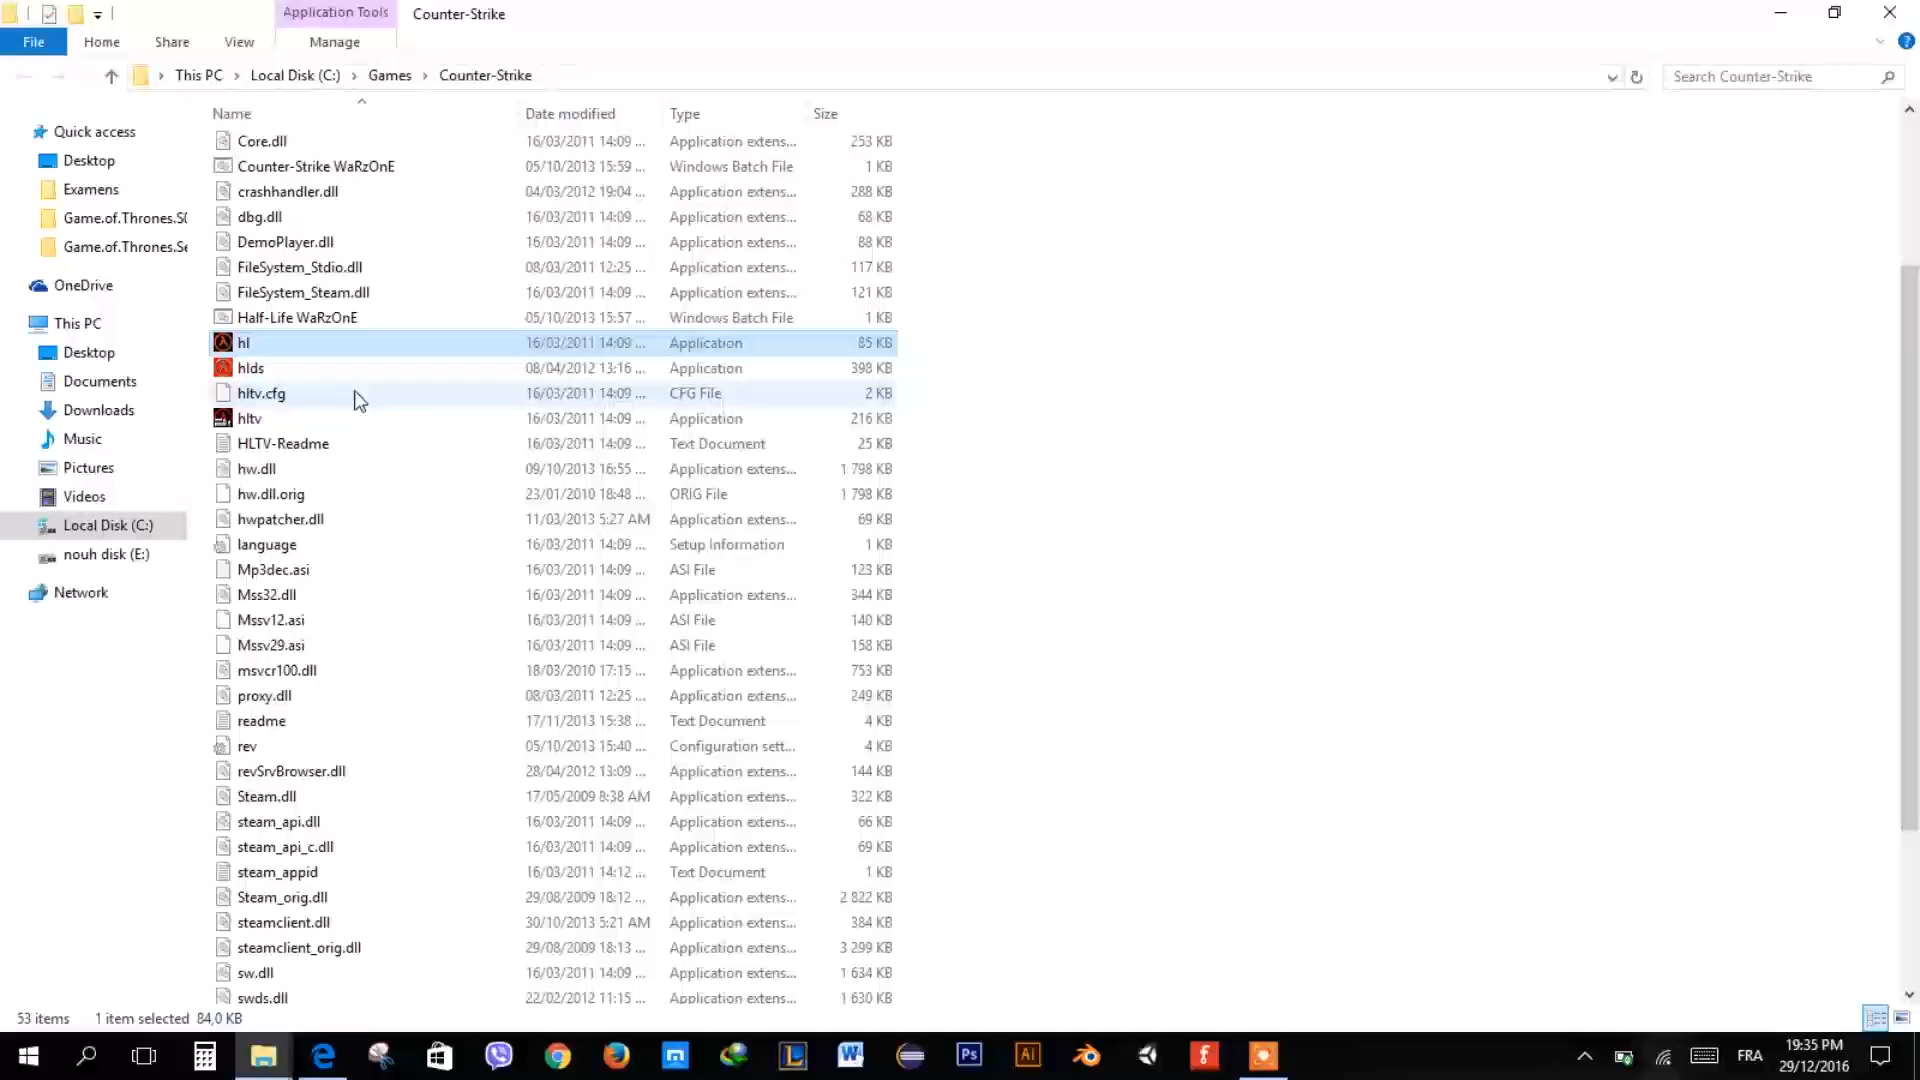 Application Tools
Counter-Strike
File
Home
Share
View
Manage
This PC
Local Disk (C:)
Games
Counter-Strike
Search Counter-Strike
Quick access
Desktop
Examens
Game.of.Thrones.S(
Game.of.Thrones.Se
OneDrive
This PC
Desktop
Documents
Downloads
Music
Pictures
Videos
Local Disk (C:)
nouh disk (E:)
Network
Name Date modified Type Size
Core.dll 16/03/2011 14:09 ... Application extens... 253 KB
Counter-Strike WaRzOnE 05/10/2013 15:59 ... Windows Batch File 1 KB
crashhandler.dll 04/03/2012 19:04 ... Application extens... 288 KB
dbg.dll 16/03/2011 14:09 ... Application extens... 68 KB
DemoPlayer.dll 16/03/2011 14:09 ... Application extens... 88 KB
FileSystem_Stdio.dll 08/03/2011 12:25 ... Application extens... 117 KB
FileSystem_Steam.dll 16/03/2011 14:09 ... Application extens... 121 KB
Half-Life WaRzOnE 05/10/2013 15:57 ... Windows Batch File 1 KB
hl 16/03/2011 14:09 ... Application 85 KB
hlds 08/04/2012 13:16 ... Application 398 KB
hltv.cfg 16/03/2011 14:09 ... CFG File 2 KB
hltv 16/03/2011 14:09 ... Application 216 KB
HLTV-Readme 16/03/2011 14:09 ... Text Document 25 KB
hw.dll 09/10/2013 16:55 ... Application extens... 1 798 KB
hw.dll.orig 23/01/2010 18:48 ... ORIG File 1 798 KB
hwpatcher.dll 11/03/2013 5:27 AM Application extens... 69 KB
language 16/03/2011 14:09 ... Setup Information 1 KB
Mp3dec.asi 16/03/2011 14:09 ... ASI File 123 KB
Mss32.dll 16/03/2011 14:09 ... Application extens... 344 KB
Mssv12.asi 16/03/2011 14:09 ... ASI File 140 KB
Mssv29.asi 16/03/2011 14:09 ... ASI File 158 KB
msvcr100.dll 18/03/2010 17:15 ... Application extens... 753 KB
proxy.dll 08/03/2011 12:25 ... Application extens... 249 KB
readme 17/11/2013 15:38 ... Text Document 4 KB
rev 05/10/2013 15:40 ... Configuration sett... 4 KB
revSrvBrowser.dll 28/04/2012 13:09 ... Application extens... 144 KB
Steam.dll 17/05/2009 8:38 AM Application extens... 322 KB
steam_api.dll 16/03/2011 14:09 ... Application extens... 66 KB
steam_api_c.dll 16/03/2011 14:09 ... Application extens... 69 KB
steam_appid 16/03/2011 14:12 ... Text Document 1 KB
Steam_orig.dll 29/08/2009 18:12 ... Application extens... 2 822 KB
steamclient.dll 30/10/2013 5:21 AM Application extens... 384 KB
steamclient_orig.dll 29/08/2009 18:13 ... Application extens... 3 299 KB
sw.dll 16/03/2011 14:09 ... Application extens... 1 634 KB
swds.dll 22/02/2012 11:15 ... Application extens... 1 630 KB
53 items 1 item selected 84,0 KB
Ps
Ai
FRA
19:35 PM
29/12/2016